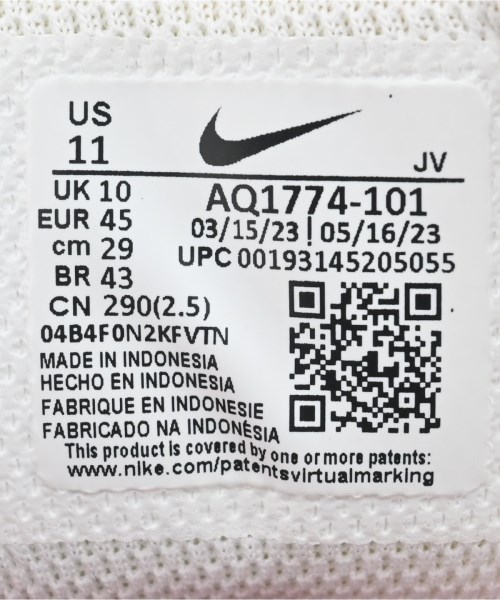 US
11
JV
UK 10
EUR 45
cm 29
BR 43
CN 290(2.5)
AQ1774-101
03/15/23 | 05/16/23
UPC 00193145205055
04B4F0N2KFVTN
MADE IN INDONESIA
HECHO EN INDONESIA
FABRIQUE EN INDONESIE
FABRICADO NA INDONÉSIA
This product is covered by one or more patents:
www.nike.com/patentsvirtualmarking